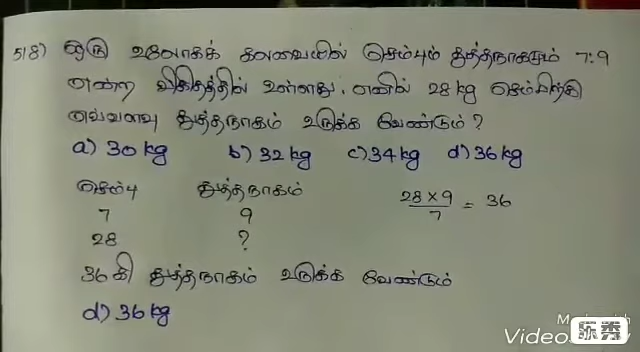 518) ஒரு உலோகக் கலவையில் செம்பும் துத்தநாகமும் 7:9
என்ற விகிதத்தில் உள்ளது. எனில் 28 kg செம்பிற்கு
எவ்வளவு துத்தநாகம் உருக்க வேண்டும்?
a) 30 kg b) 32 kg c) 34 kg d) 36 kg
செம்பு துத்தநாகம்
7 9
28 ?
28 × 9 / 7 = 36
36 கி துத்தநாகம் உருக்க வேண்டும்
d) 36 kg
Video